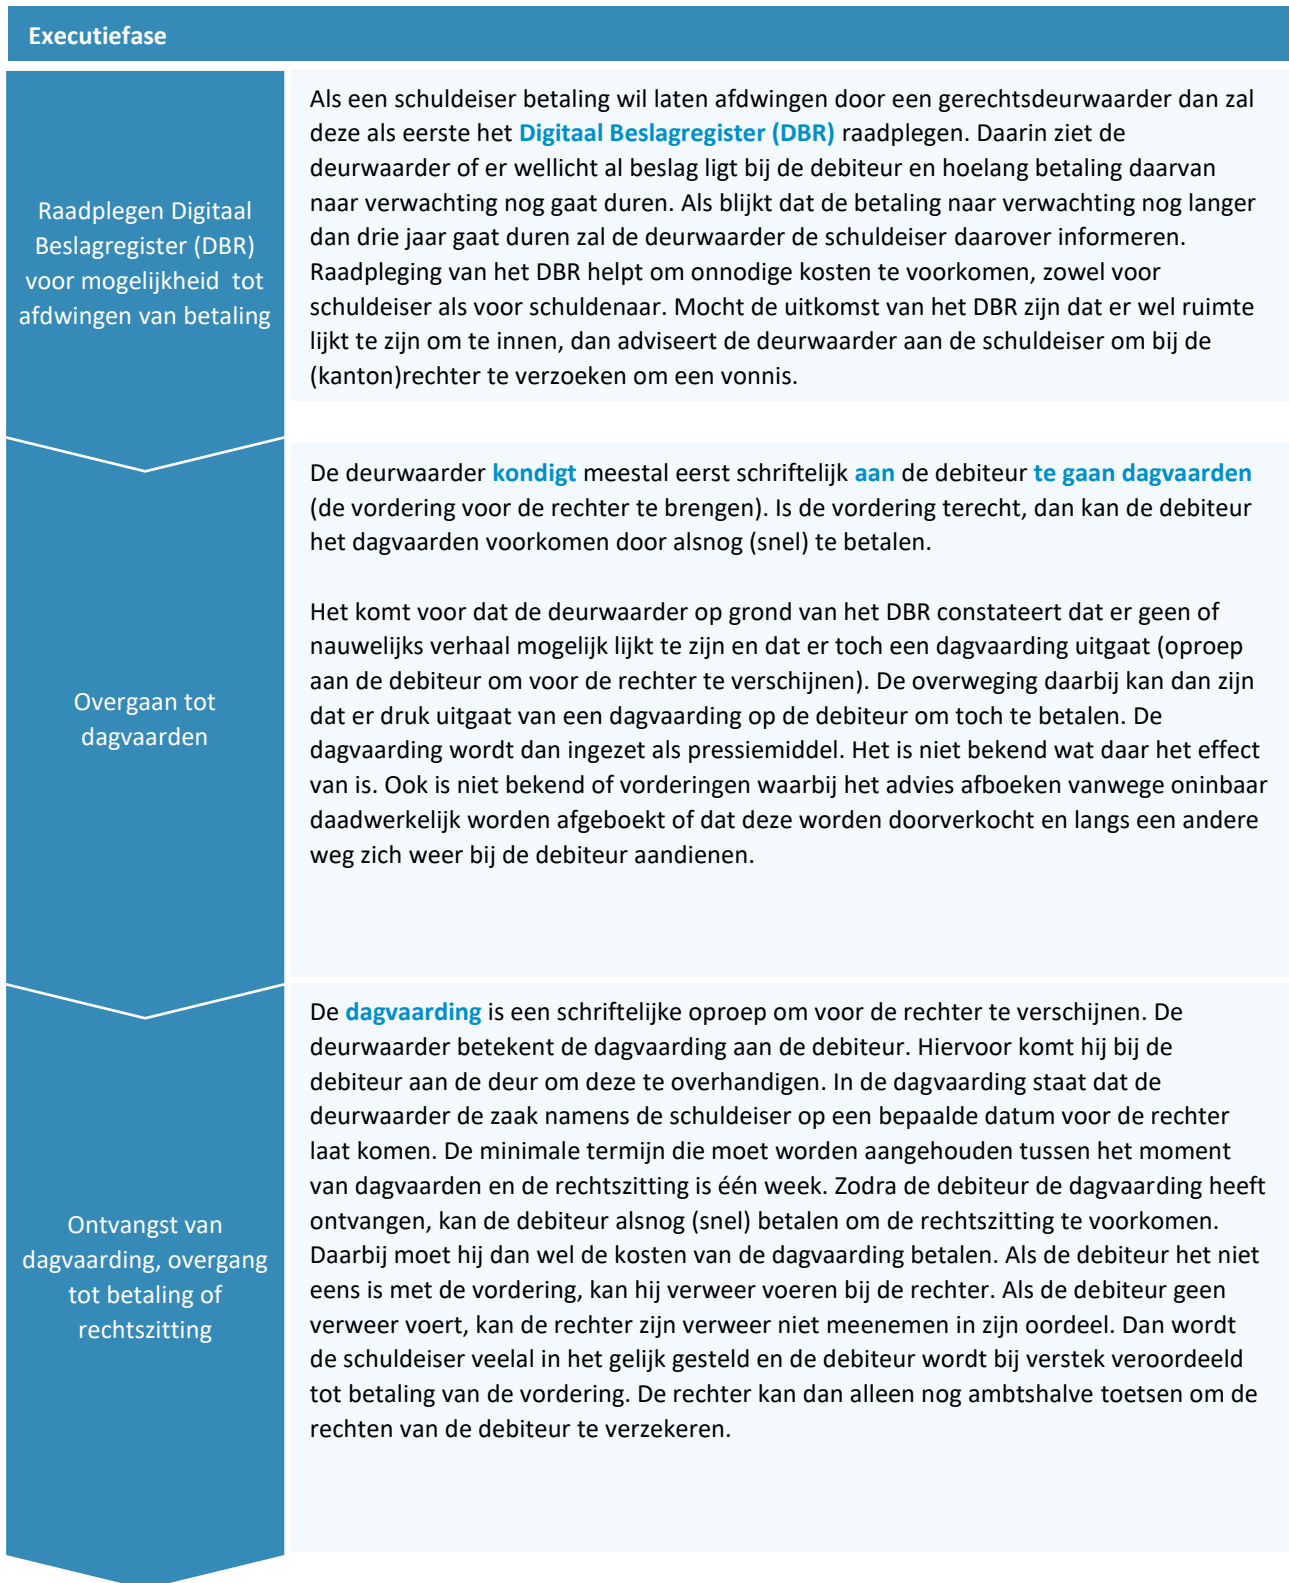 Executiefase
Raadplegen Digitaal
Beslagregister (DBR)
voor mogelijkheid tot
afdwingen van betaling
Als een schuldeiser betaling wil laten afdwingen door een gerechtsdeurwaarder dan zal
deze als eerste het Digitaal Beslagregister (DBR) raadplegen. Daarin ziet de
deurwaarder of er wellicht al beslag ligt bij de debiteur en hoelang betaling daarvan
naar verwachting nog gaat duren. Als blijkt dat de betaling naar verwachting nog langer
dan drie jaar gaat duren zal de deurwaarder de schuldeiser daarover informeren.
Raadpleging van het DBR helpt om onnodige kosten te voorkomen, zowel voor
schuldeiser als voor schuldenaar. Mocht de uitkomst van het DBR zijn dat er wel ruimte
lijkt te zijn om te innen, dan adviseert de deurwaarder aan de schuldeiser om bij de
(kanton)rechter te verzoeken om een vonnis.
Overgaan tot
dagvaarden
De deurwaarder kondigt meestal eerst schriftelijk aan de debiteur te gaan dagvaarden
(de vordering voor de rechter te brengen). Is de vordering terecht, dan kan de debiteur
het dagvaarden voorkomen door alsnog (snel) te betalen.
Het komt voor dat de deurwaarder op grond van het DBR constateert dat er geen of
nauwelijks verhaal mogelijk lijkt te zijn en dat er toch een dagvaarding uitgaat (oproep
aan de debiteur om voor de rechter te verschijnen). De overweging daarbij kan dan zijn
dat er druk uitgaat van een dagvaarding op de debiteur om toch te betalen. De
dagvaarding wordt dan ingezet als pressiemiddel. Het is niet bekend wat daar het effect
van is. Ook is niet bekend of vorderingen waarbij het advies afboeken vanwege oninbaar
daadwerkelijk worden afgeboekt of dat deze worden doorverkocht en langs een andere
weg zich weer bij de debiteur aandienen.
Ontvangst van
dagvaarding, overgang
tot betaling of
rechtszitting
De dagvaarding is een schriftelijke oproep om voor de rechter te verschijnen. De
deurwaarder betekent de dagvaarding aan de debiteur. Hiervoor komt hij bij de
debiteur aan de deur om deze te overhandigen. In de dagvaarding staat dat de
deurwaarder de zaak namens de schuldeiser op een bepaalde datum voor de rechter
laat komen. De minimale termijn die moet worden aangehouden tussen het moment
van dagvaarden en de rechtszitting is één week. Zodra de debiteur de dagvaarding heeft
ontvangen, kan de debiteur alsnog (snel) betalen om de rechtszitting te voorkomen.
Daarbij moet hij dan wel de kosten van de dagvaarding betalen. Als de debiteur het niet
eens is met de vordering, kan hij verweer voeren bij de rechter. Als de debiteur geen
verweer voert, kan de rechter zijn verweer niet meenemen in zijn oordeel. Dan wordt
de schuldeiser veelal in het gelijk gesteld en de debiteur wordt bij verstek veroordeeld
tot betaling van de vordering. De rechter kan dan alleen nog ambtshalve toetsen om de
rechten van de debiteur te verzekeren.